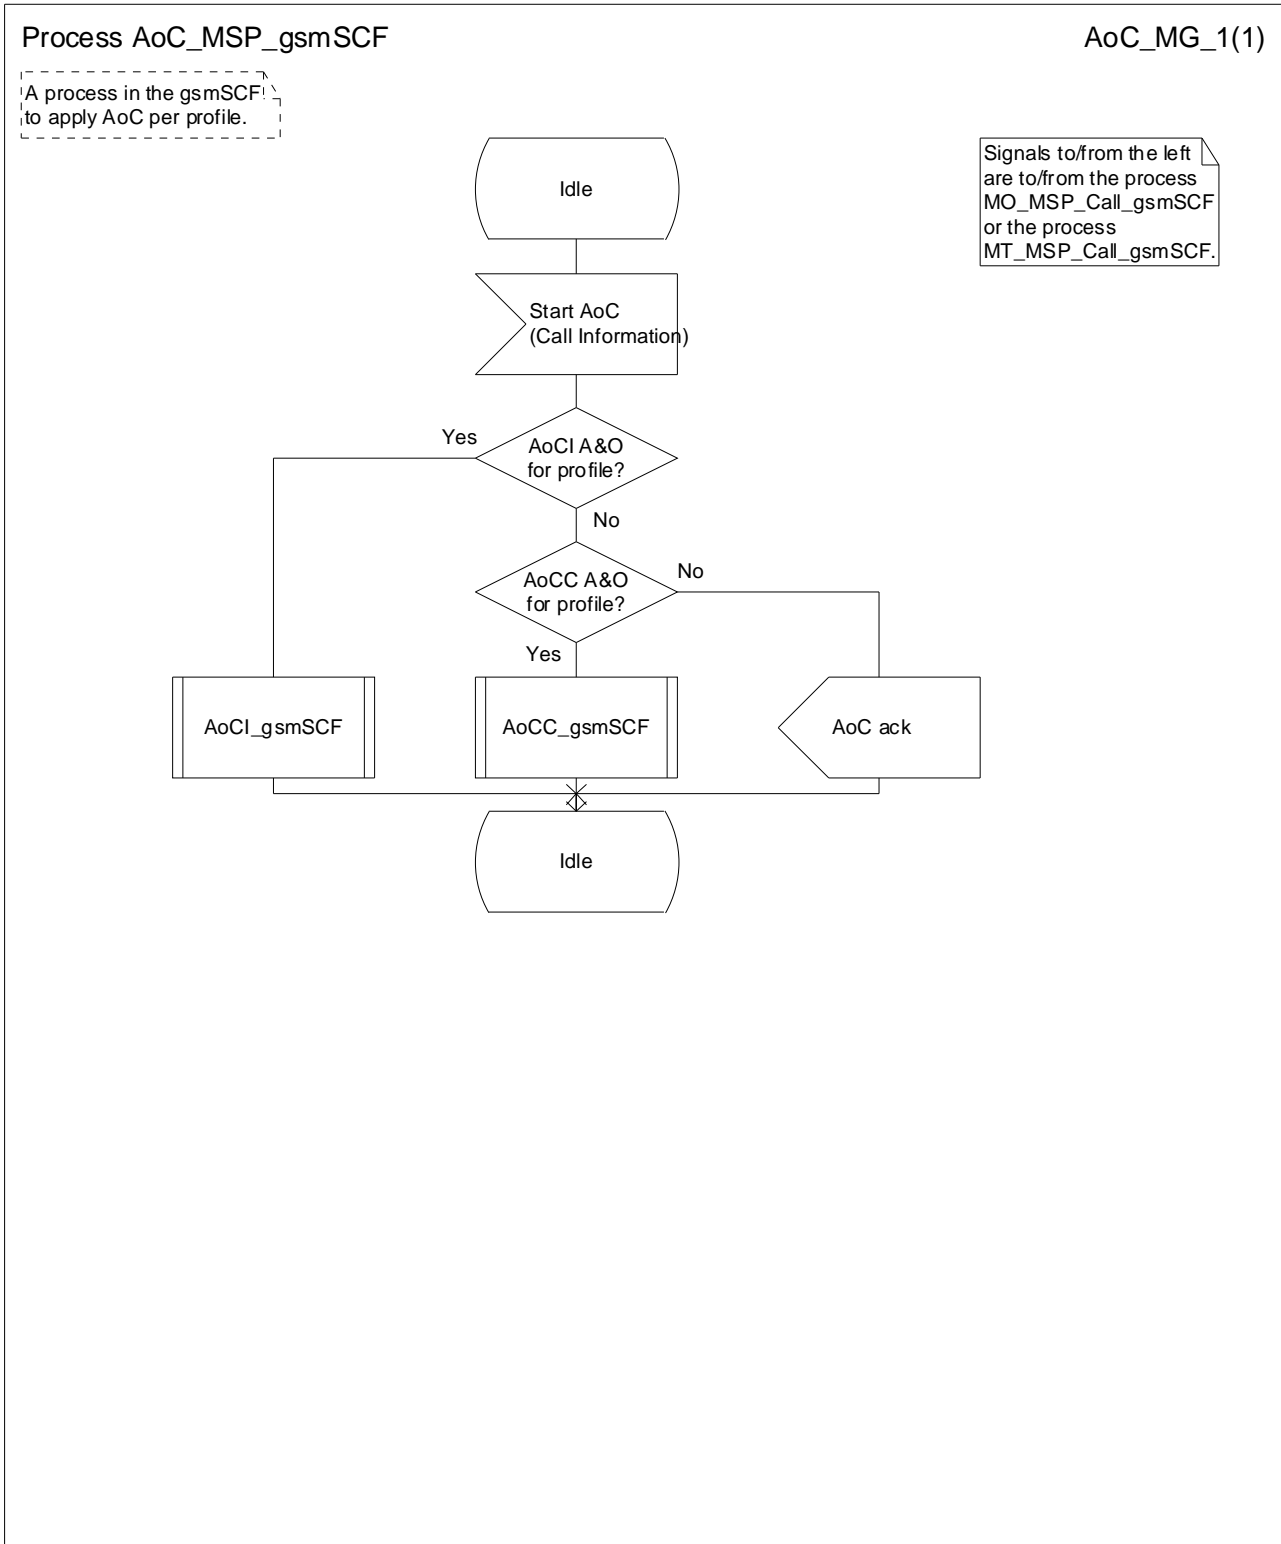 Process AoC_MSP_gsmSCF
AoC_MG_1(1)
A process in the gsmSCF
to apply AoC per profile.
Signals to/from the left
are to/from the process
MO_MSP_Call_gsmSCF
or the process
MT_MSP_Call_gsmSCF.
Idle
Start AoC
(Call Information)
Yes
AoCI A&O
for profile?
No
AoCC A&O
for profile?
No
Yes
AoCI_gsmSCF
AoCC_gsmSCF
AoC ack
Idle